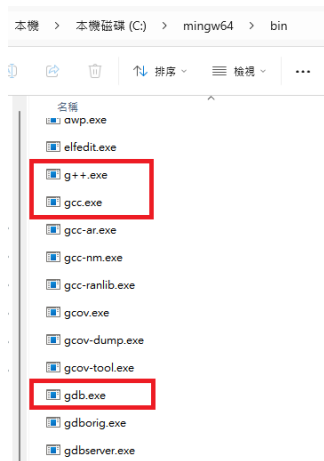 本機 > 本機磁碟 (C:) > mingw64 > bin
排序 檢視 ...
名稱
dwp.exe
elfedit.exe
g++.exe
gcc.exe
gcc-ar.exe
gcc-nm.exe
gcc-ranlib.exe
gcov.exe
gcov-dump.exe
gcov-tool.exe
gdb.exe
gdborig.exe
gdbserver.exe